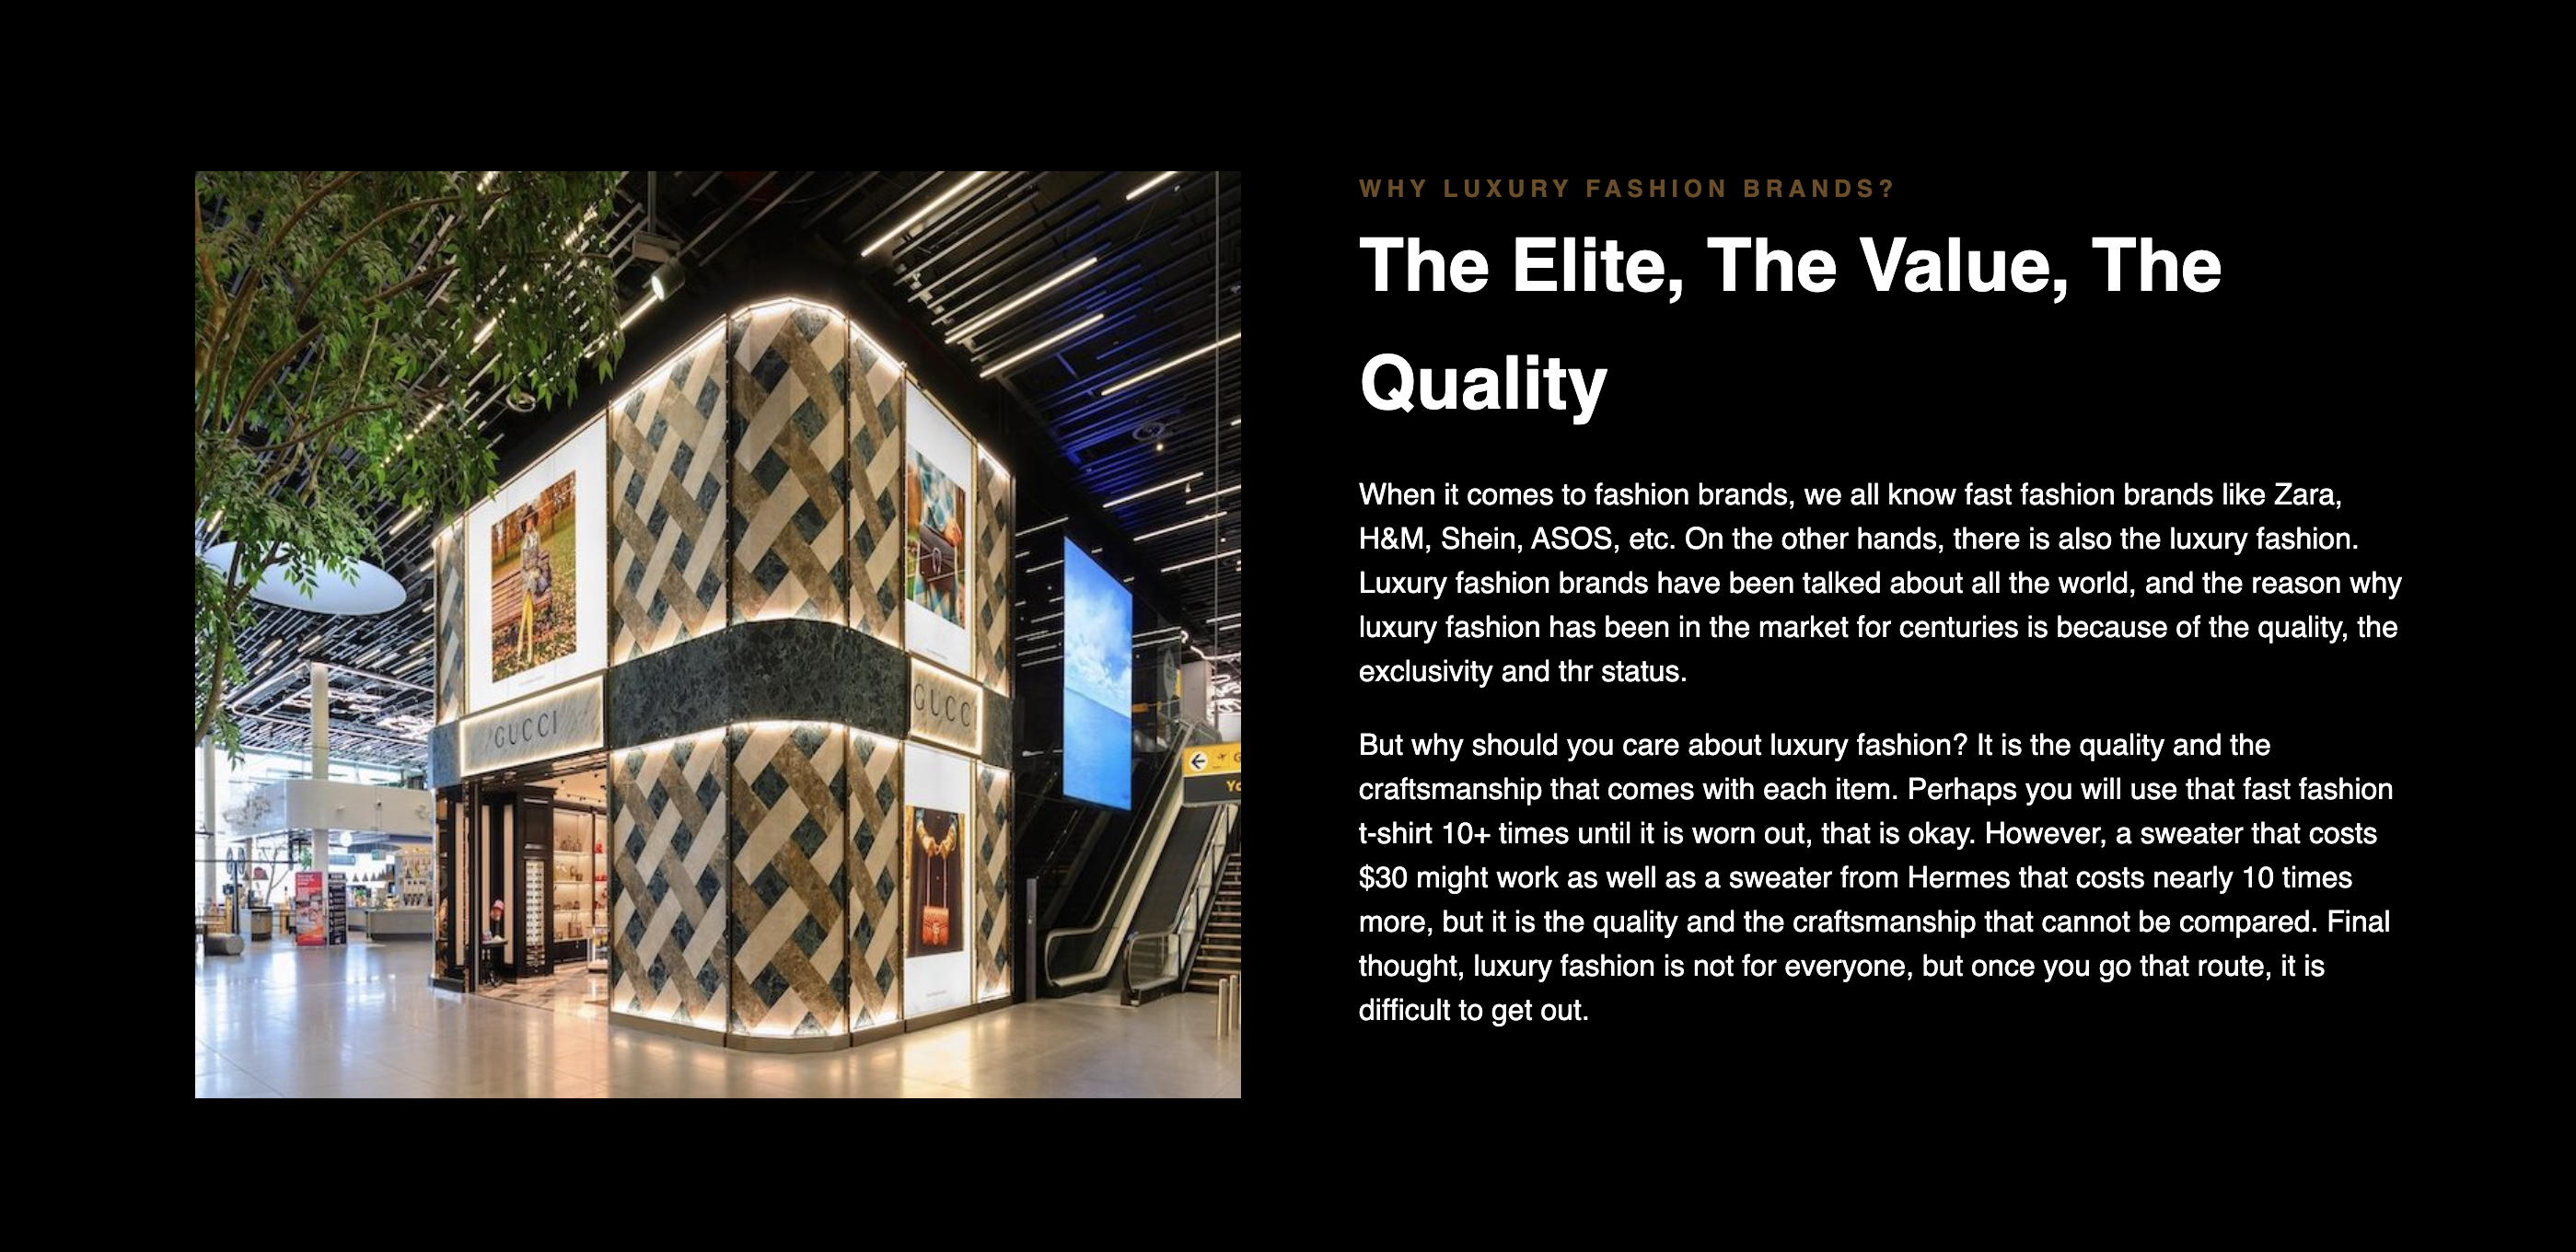 WHY LUXURY FASHION BRANDS?
The Elite, The Value, The
Quality
When it comes to fashion brands, we all know fast fashion brands like Zara,
H&M, Shein, ASOS, etc. On the other hands, there is also the luxury fashion.
Luxury fashion brands have been talked about all the world, and the reason why
luxury fashion has been in the market for centuries is because of the quality, the
exclusivity and thr status.
But why should you care about luxury fashion? It is the quality and the
craftsmanship that comes with each item. Perhaps you will use that fast fashion
t-shirt 10+ times until it is worn out, that is okay. However, a sweater that costs
$30 might work as well as a sweater from Hermes that costs nearly 10 times
more, but it is the quality and the craftsmanship that cannot be compared. Final
thought, luxury fashion is not for everyone, but once you go that route, it is
difficult to get out.
GUCCI
GUCCI